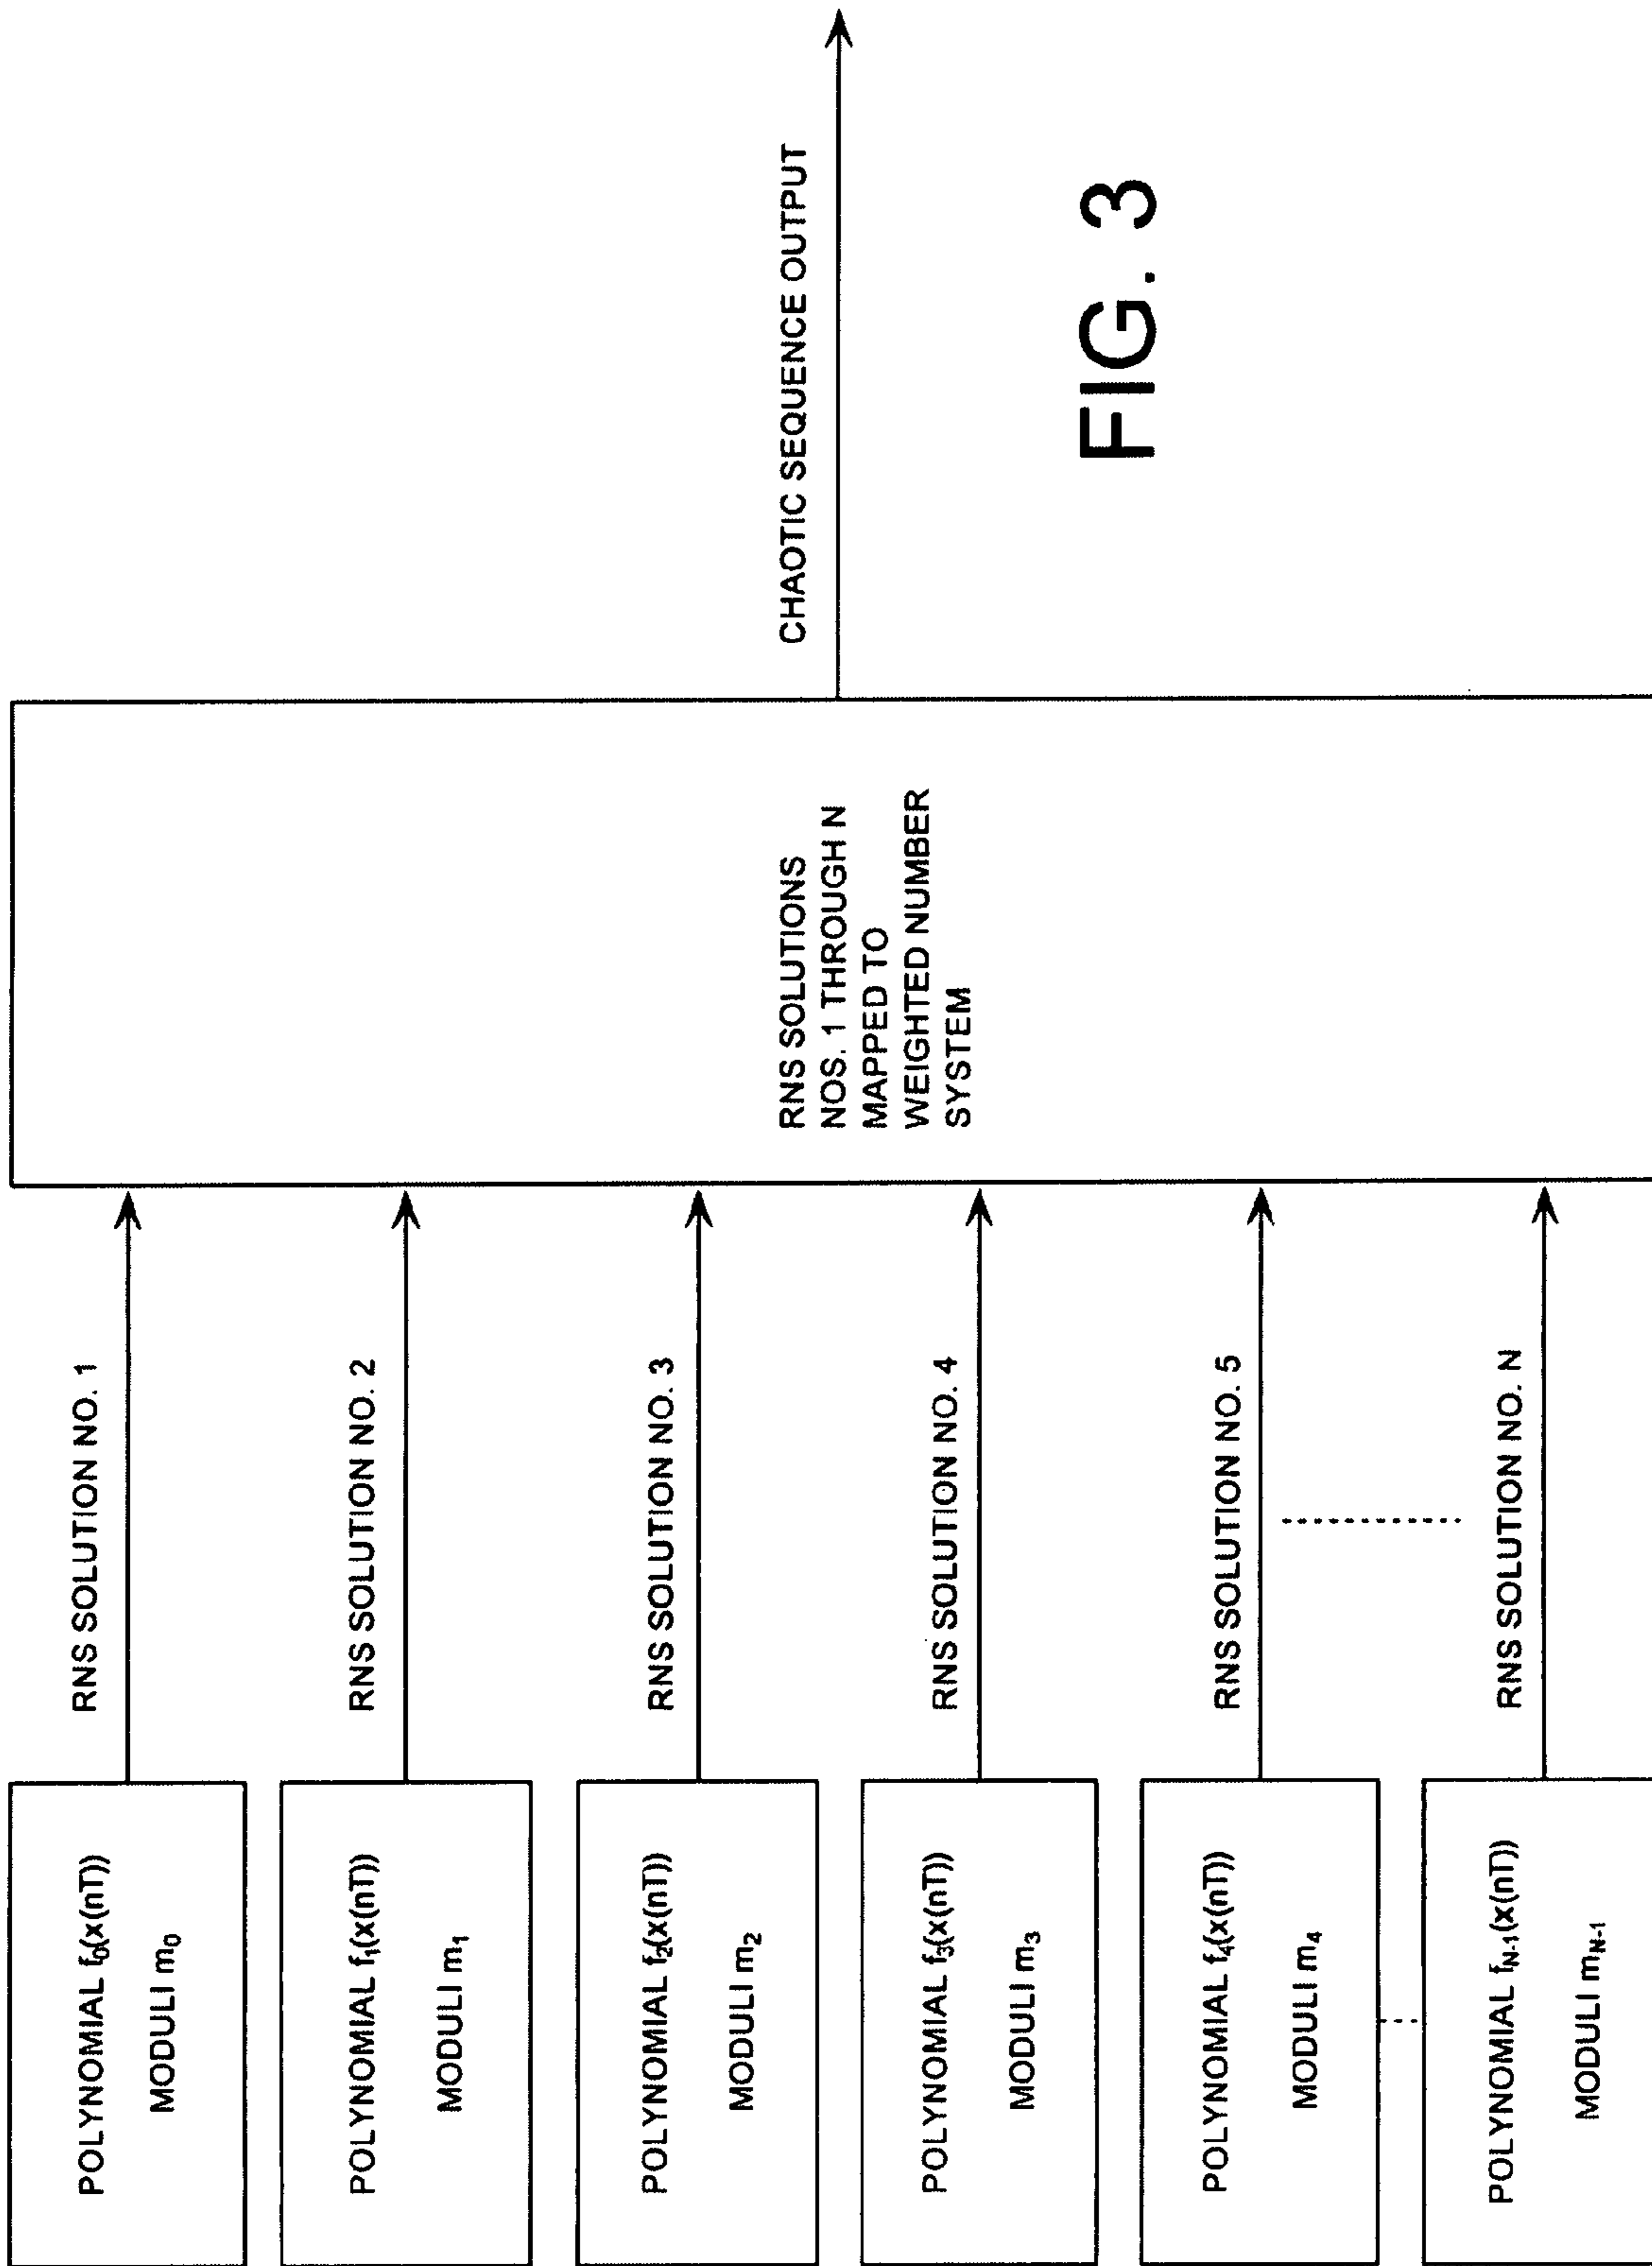 POLYNOMIAL f₀(x(nT))
MODULI m₀
RNS SOLUTION NO. 1
POLYNOMIAL f₁(x(nT))
MODULI m₁
RNS SOLUTION NO. 2
POLYNOMIAL f₂(x(nT))
MODULI m₂
RNS SOLUTION NO. 3
POLYNOMIAL f₃(x(nT))
MODULI m₃
RNS SOLUTION NO. 4
POLYNOMIAL f₄(x(nT))
MODULI m₄
RNS SOLUTION NO. 5
POLYNOMIAL f_{N-1}(x(nT))
MODULI m_{N-1}
RNS SOLUTION NO. N
RNS SOLUTIONS
NOS. 1 THROUGH N
MAPPED TO
WEIGHTED NUMBER
SYSTEM
CHAOTIC SEQUENCE OUTPUT
FIG. 3